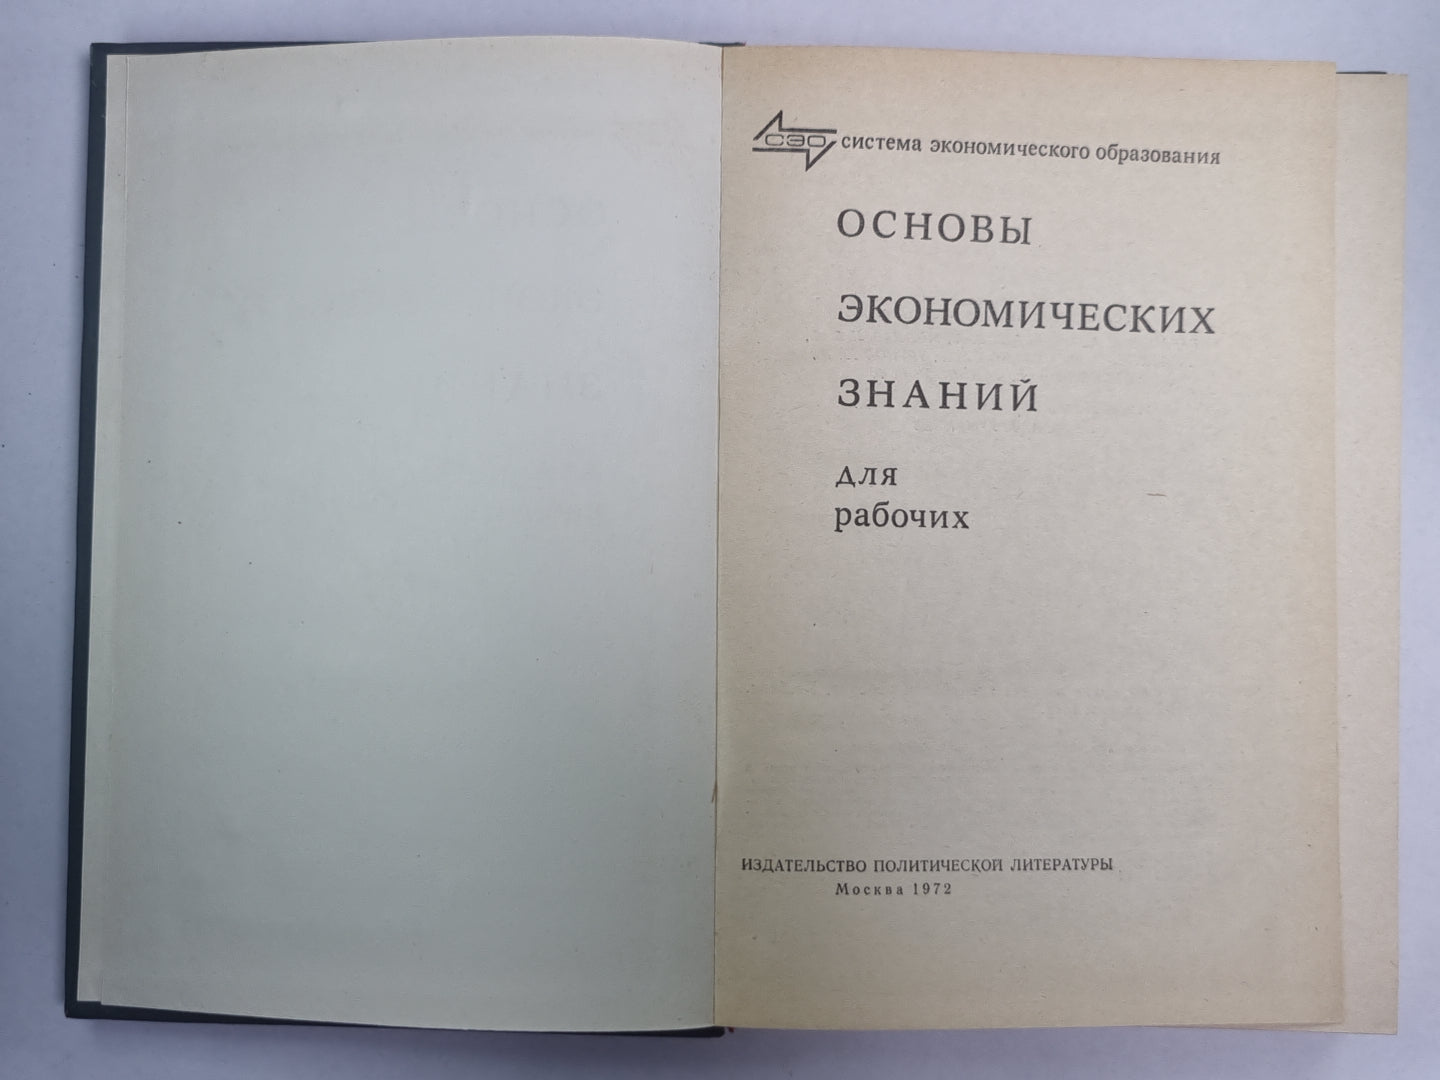 СЭО система экономического образования
ОСНОВЫ
ЭКОНОМИЧЕСКИХ
ЗНАНИЙ
для
рабочих
ИЗДАТЕЛЬСТВО ПОЛИТИЧЕСКОЙ ЛИТЕРАТУРЫ
Москва 1972